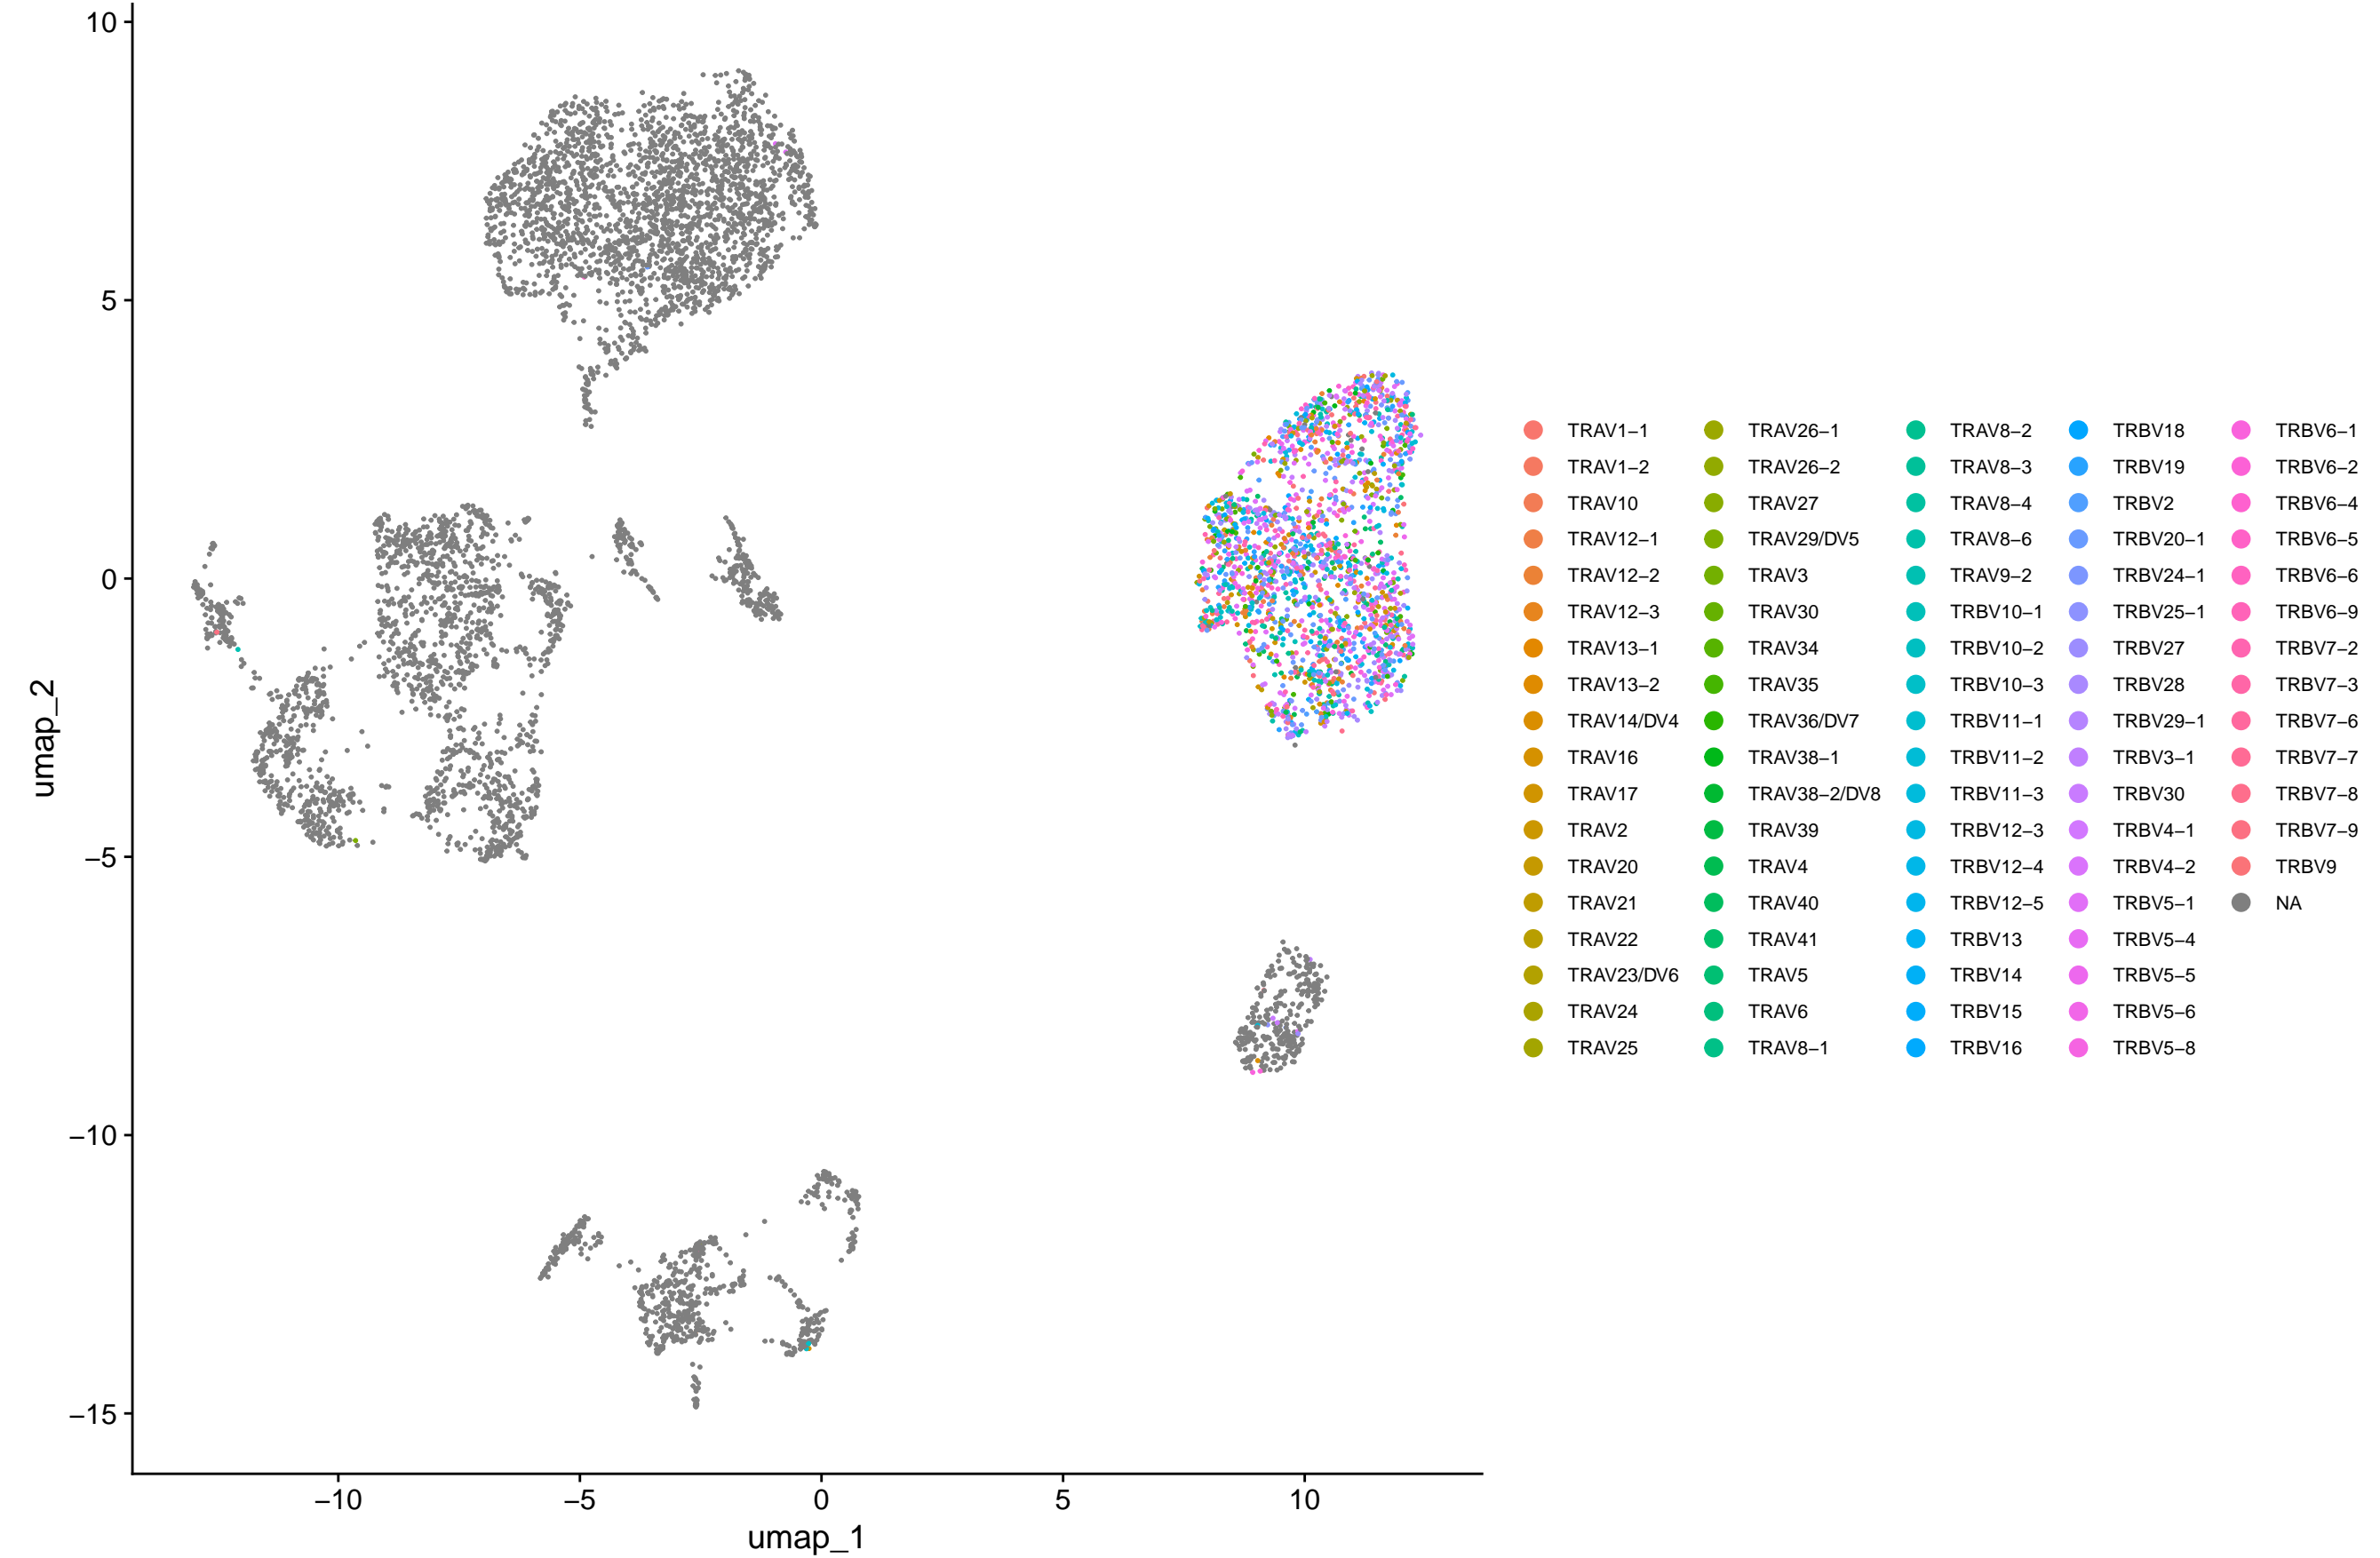 10
5
0
−5
−10
−15
umap_2
−10
−5
0
5
10
umap_1
TRAV1−1
TRAV1−2
TRAV10
TRAV12−1
TRAV12−2
TRAV12−3
TRAV13−1
TRAV13−2
TRAV14/DV4
TRAV16
TRAV17
TRAV2
TRAV20
TRAV21
TRAV22
TRAV23/DV6
TRAV24
TRAV25
TRAV26−1
TRAV26−2
TRAV27
TRAV29/DV5
TRAV3
TRAV30
TRAV34
TRAV35
TRAV36/DV7
TRAV38−1
TRAV38−2/DV8
TRAV39
TRAV4
TRAV40
TRAV41
TRAV5
TRAV6
TRAV8−1
TRAV8−2
TRAV8−3
TRAV8−4
TRAV8−6
TRAV9−2
TRBV10−1
TRBV10−2
TRBV10−3
TRBV11−1
TRBV11−2
TRBV11−3
TRBV12−3
TRBV12−4
TRBV12−5
TRBV13
TRBV14
TRBV15
TRBV16
TRBV18
TRBV19
TRBV2
TRBV20−1
TRBV24−1
TRBV25−1
TRBV27
TRBV28
TRBV29−1
TRBV3−1
TRBV30
TRBV4−1
TRBV4−2
TRBV5−1
TRBV5−4
TRBV5−5
TRBV5−6
TRBV5−8
TRBV6−1
TRBV6−2
TRBV6−4
TRBV6−5
TRBV6−6
TRBV6−9
TRBV7−2
TRBV7−3
TRBV7−6
TRBV7−7
TRBV7−8
TRBV7−9
TRBV9
NA